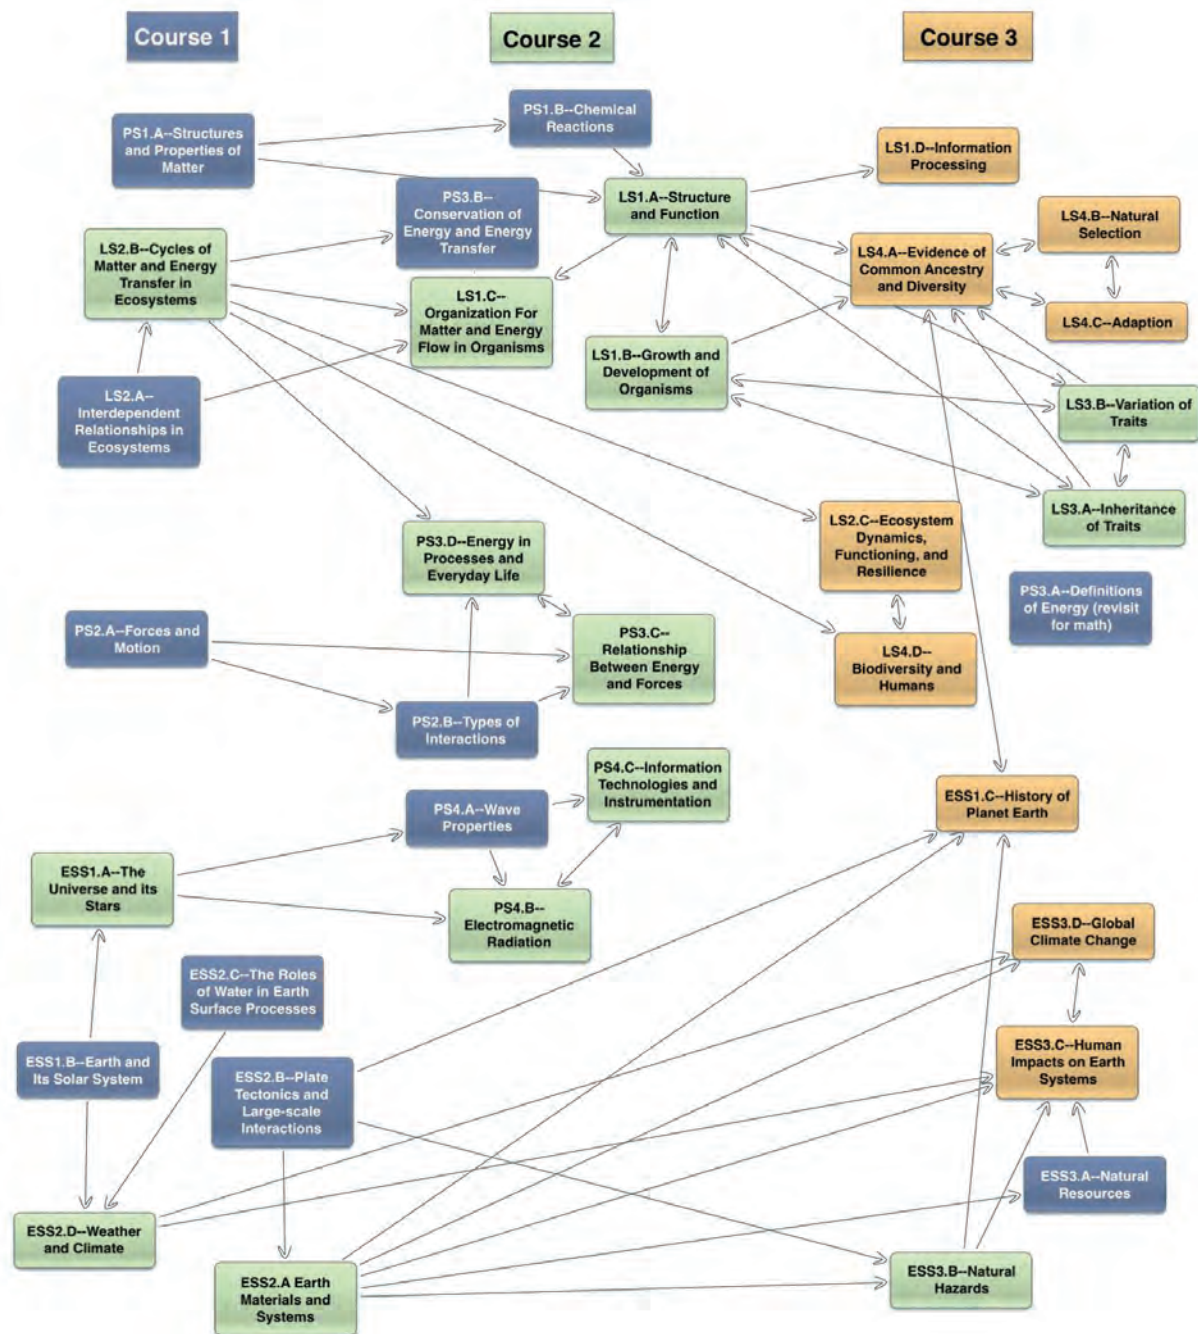 Course 1
Course 2
Course 3
PS1.B--Chemical
Reactions
PS1.A--Structures
and Properties of
Matter
LS1.D--Information
Processing
PS3.B--
Conservation of
Energy and Energy
Transfer
LS1.A--Structure
and Function
LS4.B--Natural
Selection
LS2.B--Cycles of
Matter and Energy
Transfer in
Ecosystems
LS4.A--Evidence of
Common Ancestry
and Diversity
LS1.C--
Organization For
Matter and Energy
Flow in Organisms
LS4.C--Adaption
LS1.B--Growth and
Development of
Organisms
LS2.A--
Interdependent
Relationships in
Ecosystems
LS3.B--Variation of
Traits
LS3.A--Inheritance
of Traits
LS2.C--Ecosystem
Dynamics,
Functioning, and
Resilience
PS3.D--Energy in
Processes and
Everyday Life
PS3.A--Definitions
of Energy (revisit
for math)
PS2.A--Forces and
Motion
PS3.C--
Relationship
Between Energy
and Forces
LS4.D--
Biodiversity and
Humans
PS2.B--Types of
Interactions
PS4.C--Information
Technologies and
Instrumentation
ESS1.C--History of
Planet Earth
PS4.A--Wave
Properties
ESS1.A--The
Universe and its
Stars
PS4.B--
Electromagnetic
Radiation
ESS3.D--Global
Climate Change
ESS2.C--The Roles
of Water in Earth
Surface Processes
ESS1.B--Earth and
Its Solar System
ESS3.C--Human
Impacts on Earth
Systems
ESS2.B--Plate
Tectonics and
Large-scale
Interactions
ESS3.A--Natural
Resources
ESS2.D--Weather
and Climate
ESS3.B--Natural
Hazards
ESS2.A Earth
Materials and
Systems